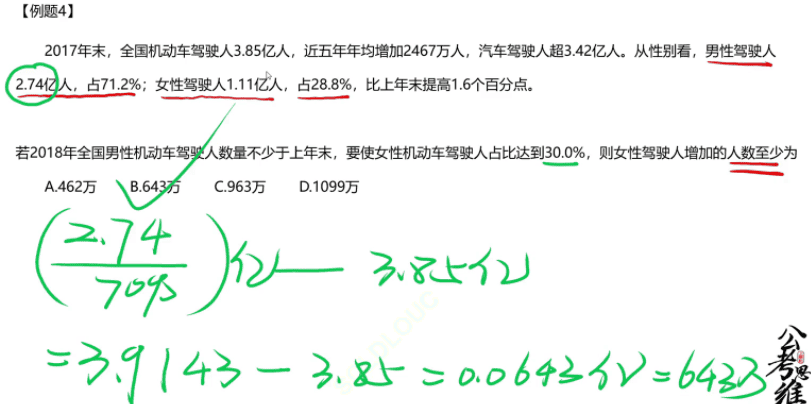 【例题4】
2017年末，全国机动车驾驶人3.85亿人，近五年年均增加2467万人，汽车驾驶人超3.42亿人。从性别看，男性驾驶人
2.74亿人，占71.2%；女性驾驶人1.11亿人，占28.8%，比上年末提高1.6个百分点。
若2018年全国男性机动车驾驶人数量不少于上年末，要使女性机动车驾驶人占比达到30.0%，则女性驾驶人增加的人数至少为
A.462万 B.643万 C.963万 D.1099万
(2.74/70%)亿 — 3.85亿
=3.9143 - 3.85 = 0.0643亿 = 643万
公考思维